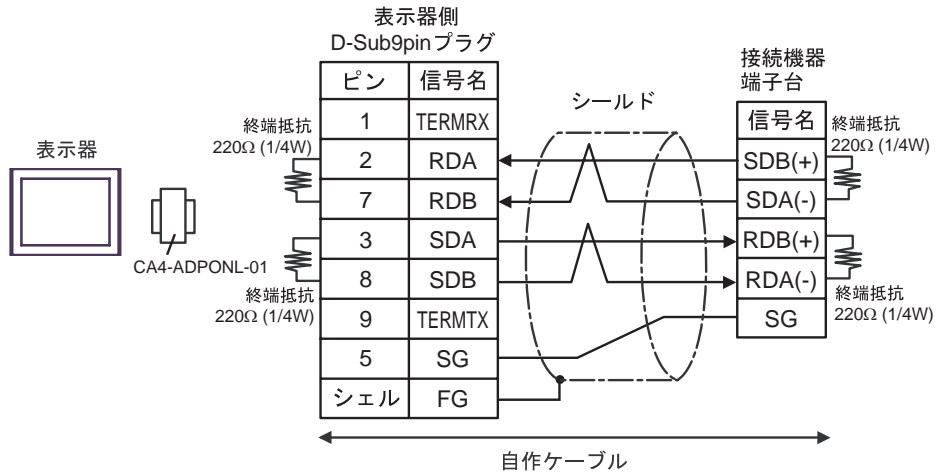 表示器側
D-Sub9pinプラグ
接続機器
端子台
ピン 信号名
シールド
信号名
1 TERMRX
終端抵抗
220Ω (1/4W)
終端抵抗
220Ω (1/4W)
表示器
2 RDA
SDB(+)
7 RDB
SDA(-)
3 SDA
RDB(+)
CA4-ADPONL-01
8 SDB
RDA(-)
終端抵抗
220Ω (1/4W)
終端抵抗
220Ω (1/4W)
9 TERMTX
SG
5 SG
シェル FG
自作ケーブル